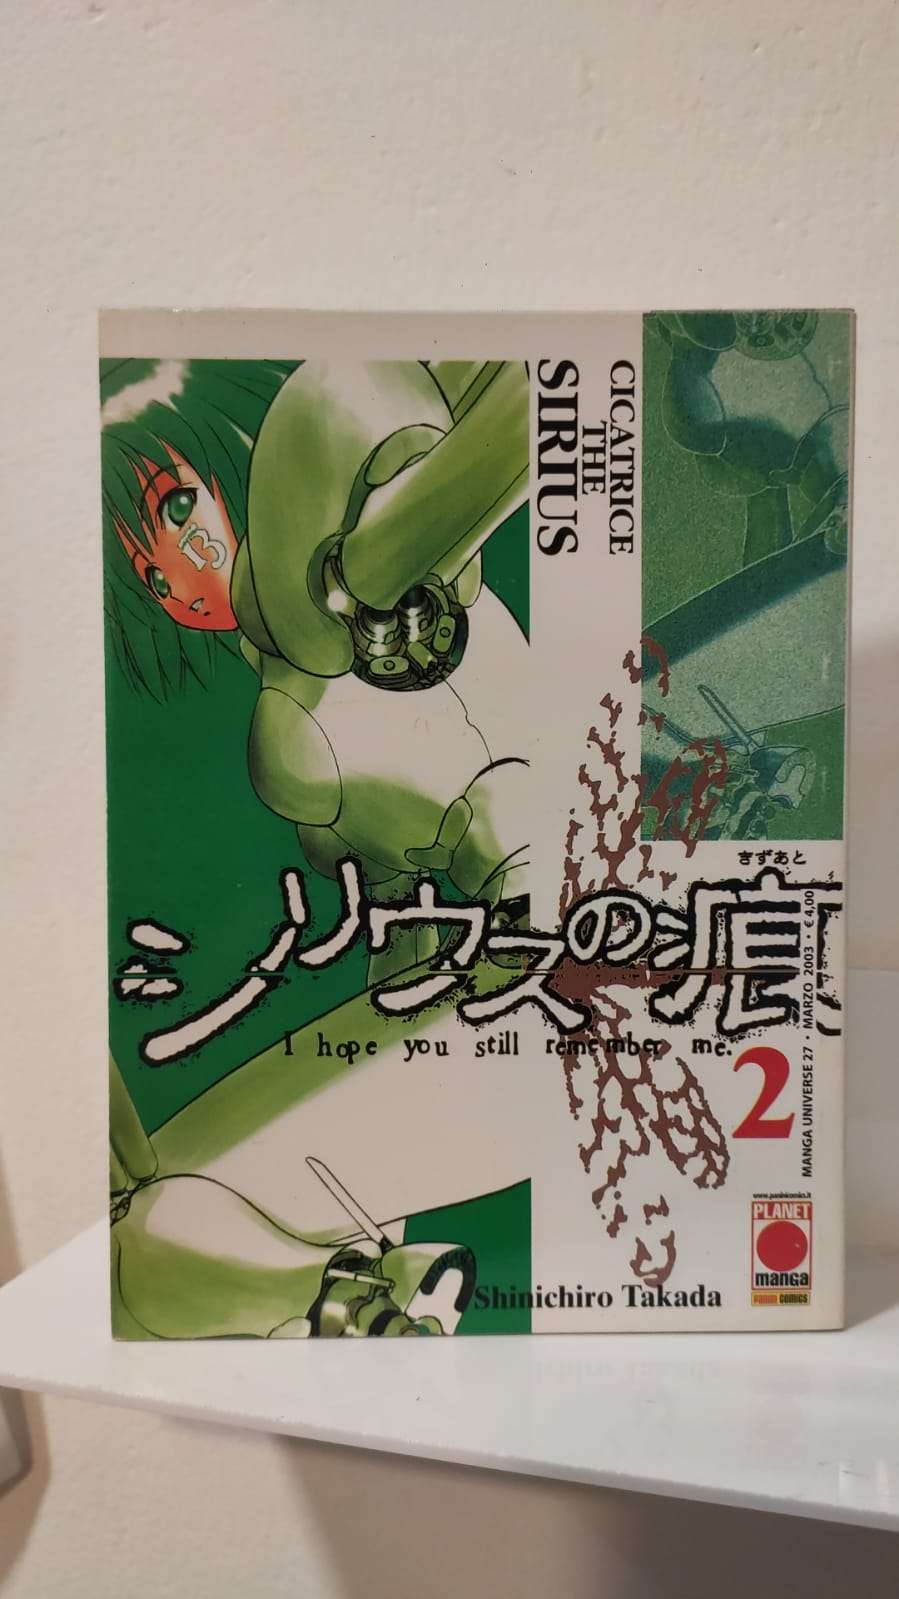 CICATRICE
THE
SIRIUS
13
きずあと
シリウスの痕
I hope you still remember me.
2
MANGA UNIVERSE 27 • MARZO 2003 • € 4,00
www.paninicomics.it
PLANET
manga
PANINI COMICS
Shinichiro Takada